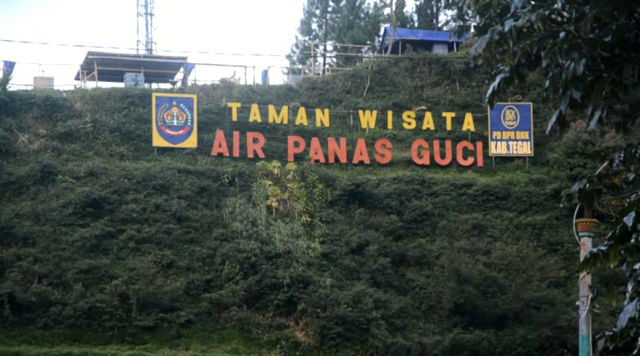 TAMAN WISATA
AIR PANAS GUCI
PD BPR BKK
KAB.TEGAL